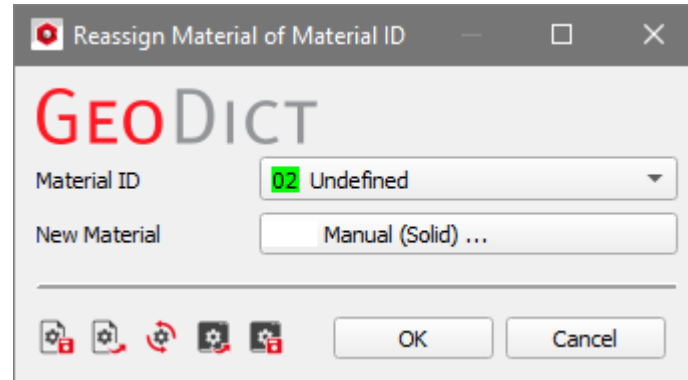 Reassign Material of Material ID
GEODICT
Material ID
02 Undefined
New Material
Manual (Solid) ...
OK
Cancel